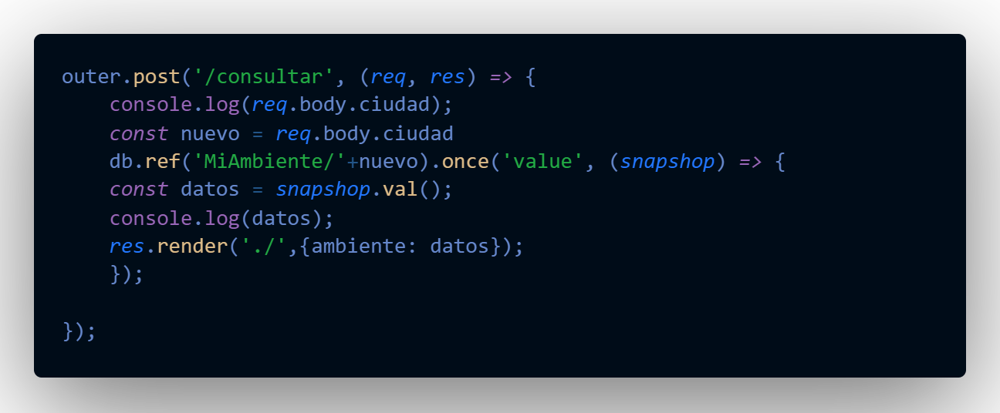 outer.post('/consultar', (req, res) => {
    console.log(req.body.ciudad);
    const nuevo = req.body.ciudad
    db.ref('MiAmbiente/'+nuevo).once('value', (snapshop) => {
    const datos = snapshop.val();
    console.log(datos);
    res.render('./',{ambiente: datos});
    });
});